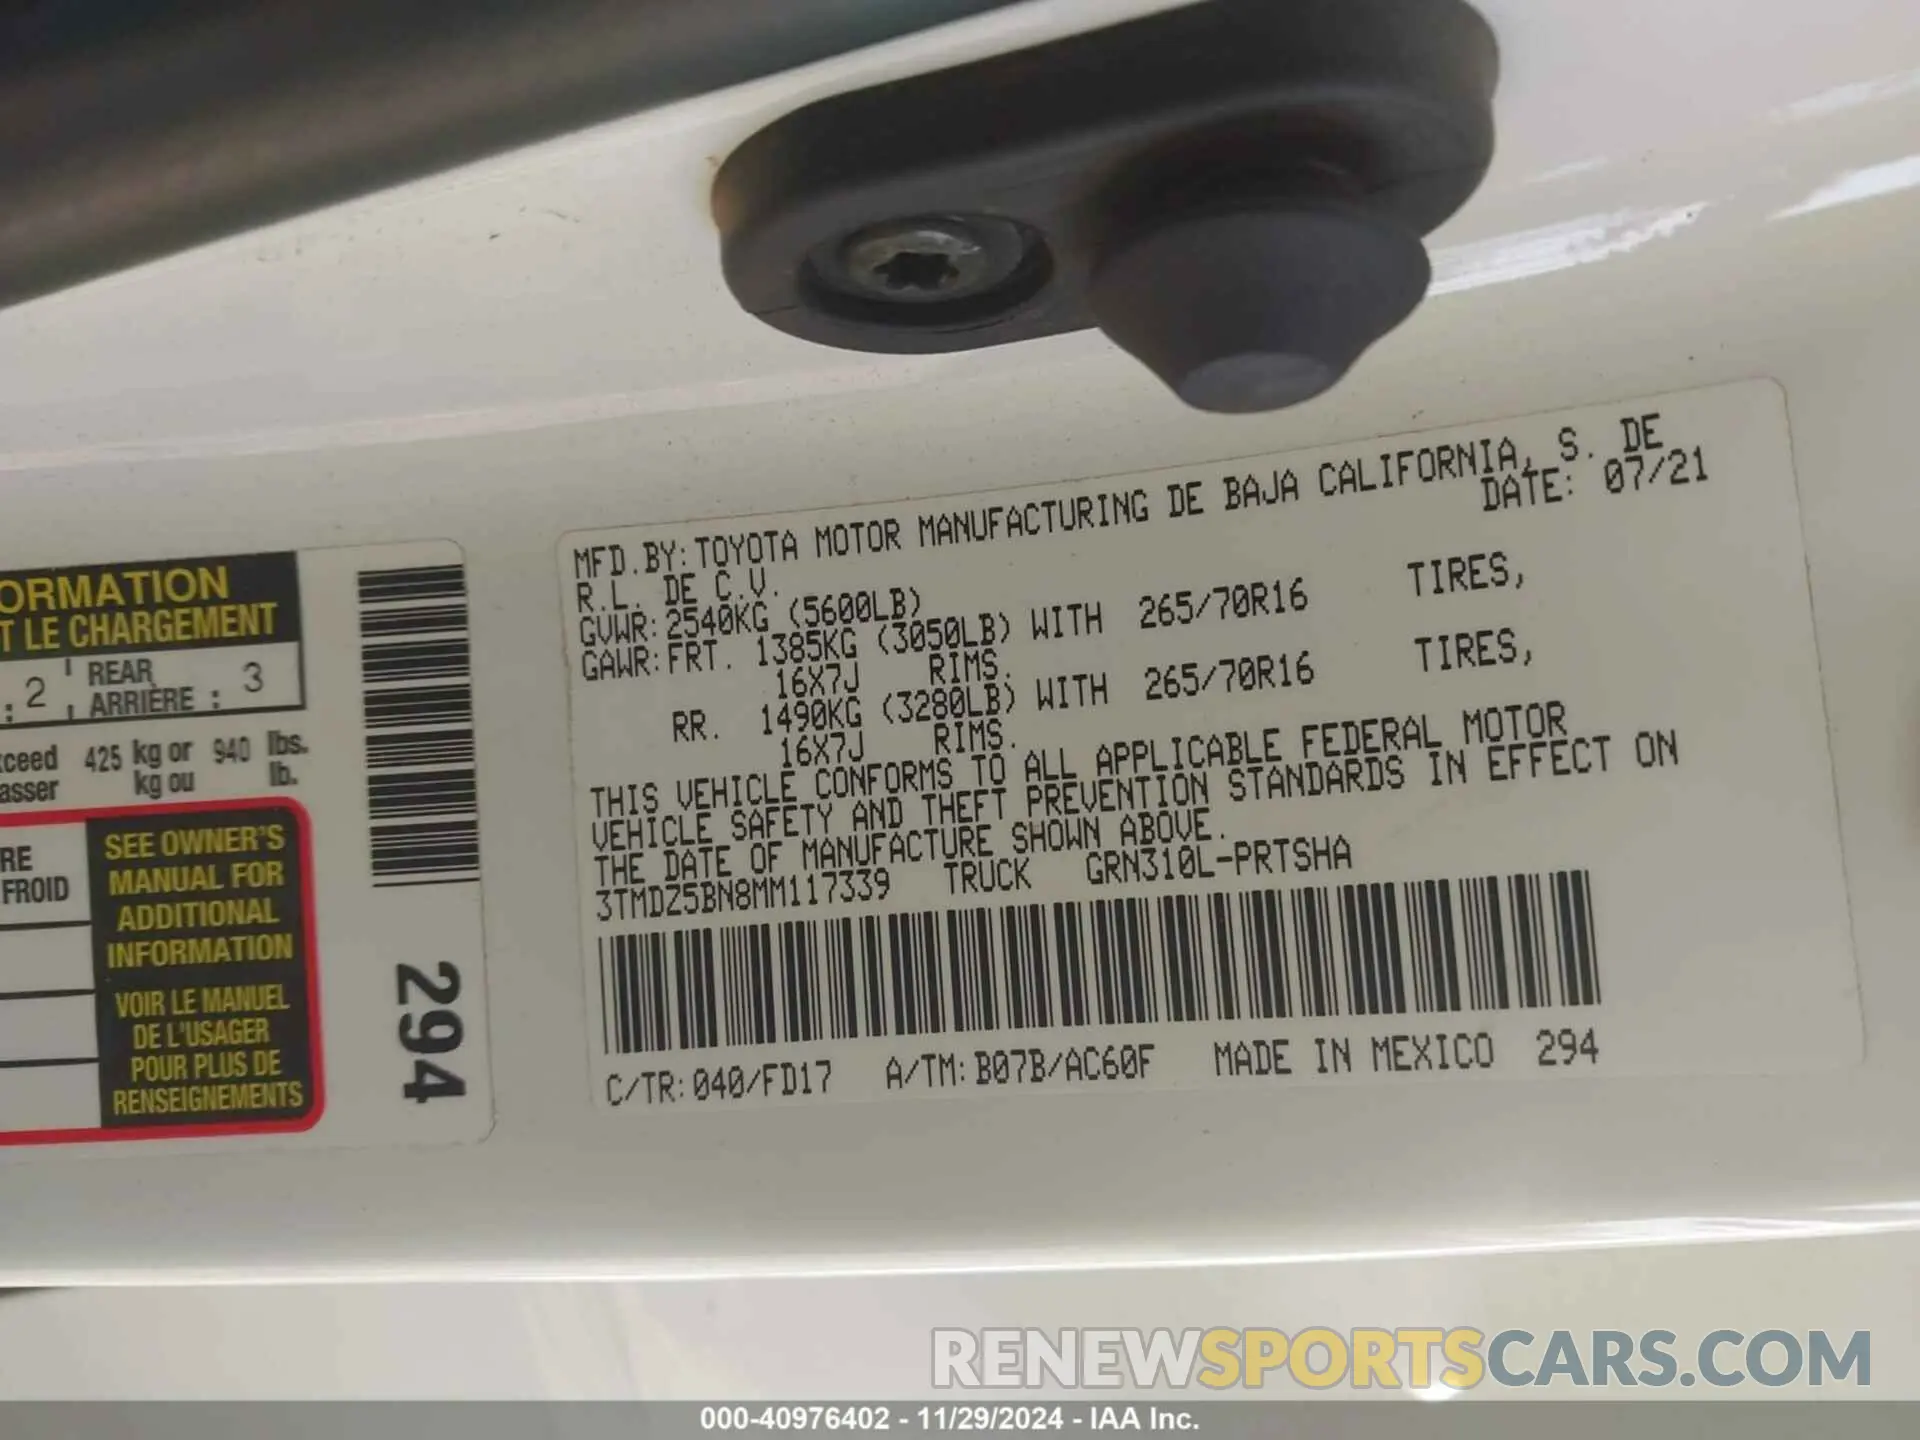 ORMATION
T LE CHARGEMENT
: 2
REAR
ARRIÈRE : 3
ceed 425 kg or 940 lbs.
asser kg ou lb.
RE
FROID
SEE OWNER'S
MANUAL FOR
ADDITIONAL
INFORMATION
VOIR LE MANUEL
DE L'USAGER
POUR PLUS DE
RENSEIGNEMENTS
294
MFD.BY:TOYOTA MOTOR MANUFACTURING DE BAJA CALIFORNIA, S. DE
R.L. DE C.V. DATE: 07/21
GVWR:2540KG (5600LB)
GAWR:FRT. 1385KG (3050LB) WITH 265/70R16 TIRES,
16X7J RIMS.
RR. 1490KG (3280LB) WITH 265/70R16 TIRES,
16X7J RIMS.
THIS VEHICLE CONFORMS TO ALL APPLICABLE FEDERAL MOTOR
VEHICLE SAFETY AND THEFT PREVENTION STANDARDS IN EFFECT ON
THE DATE OF MANUFACTURE SHOWN ABOVE.
3TMDZ5BN8MM117339 TRUCK GRN310L-PRTSHA
C/TR:040/FD17 A/TM:B07B/AC60F MADE IN MEXICO 294
RENEWSPORTSCARS.COM
000-40976402 - 11/29/2024 - IAA Inc.